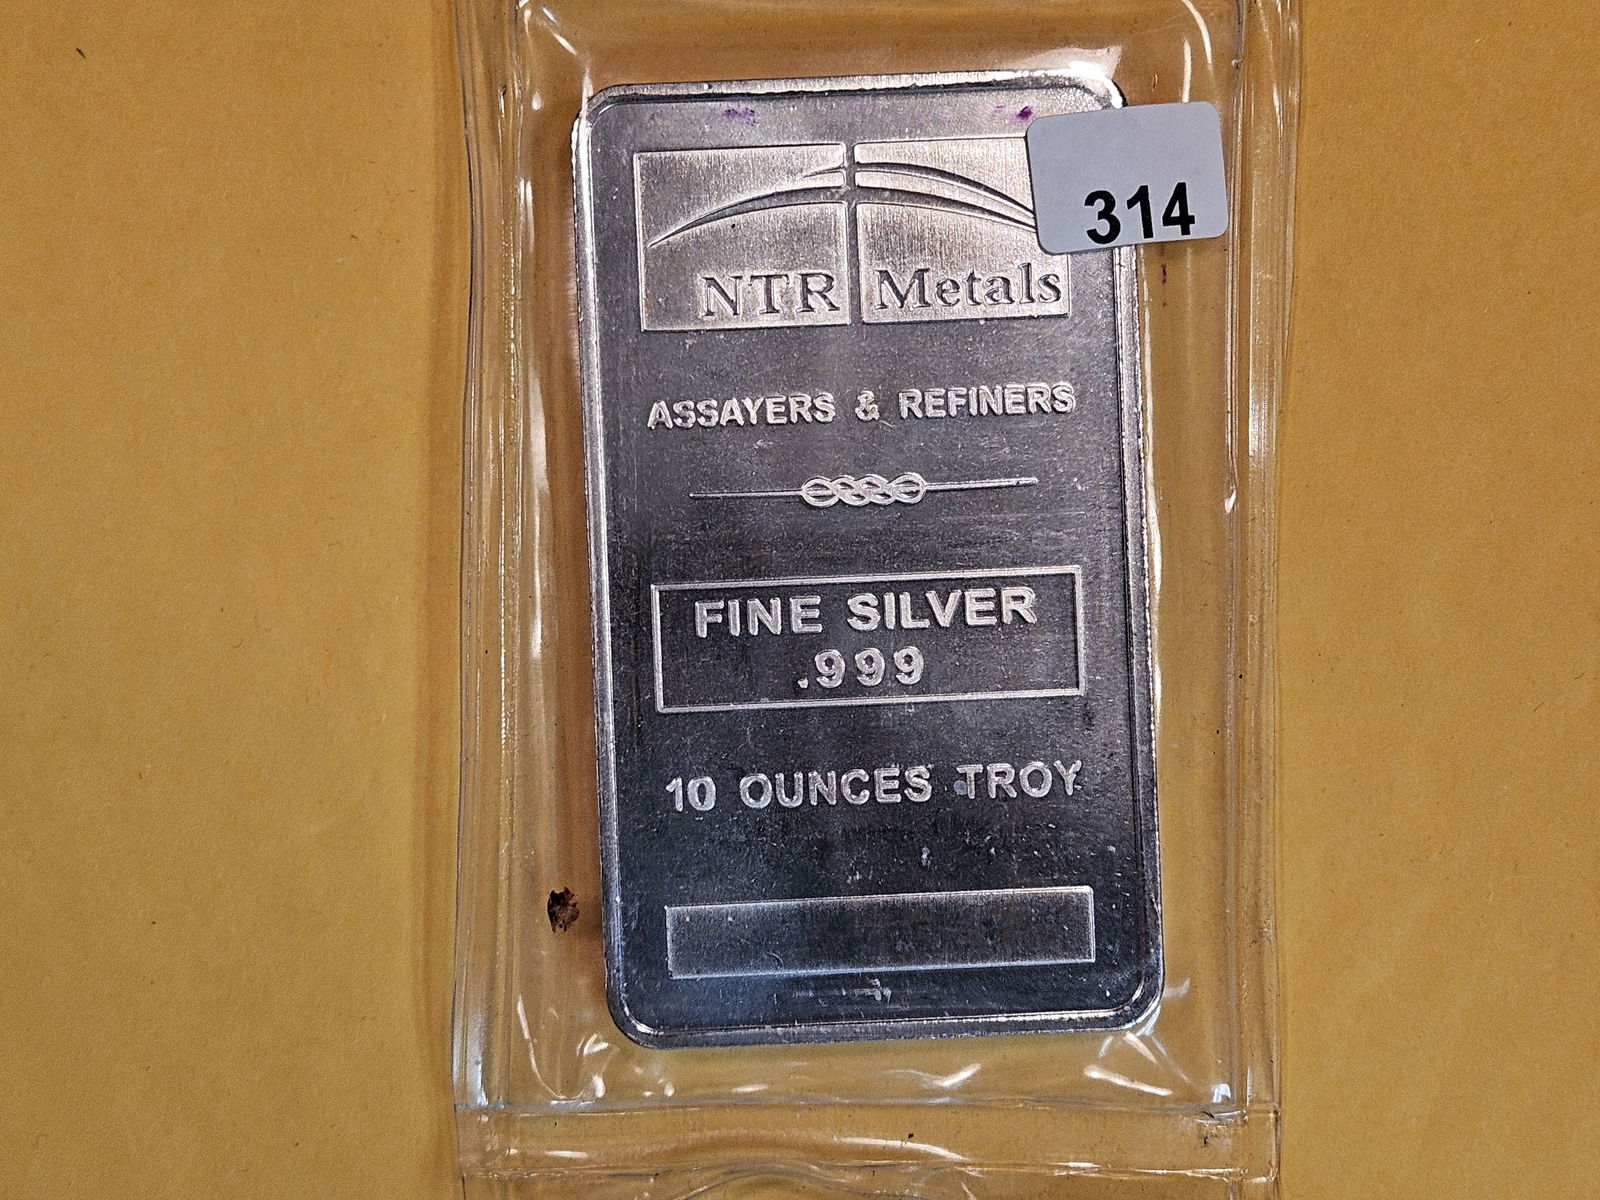 314
NTR Metals
ASSAYERS & REFINERS
FINE SILVER
.999
10 OUNCES TROY